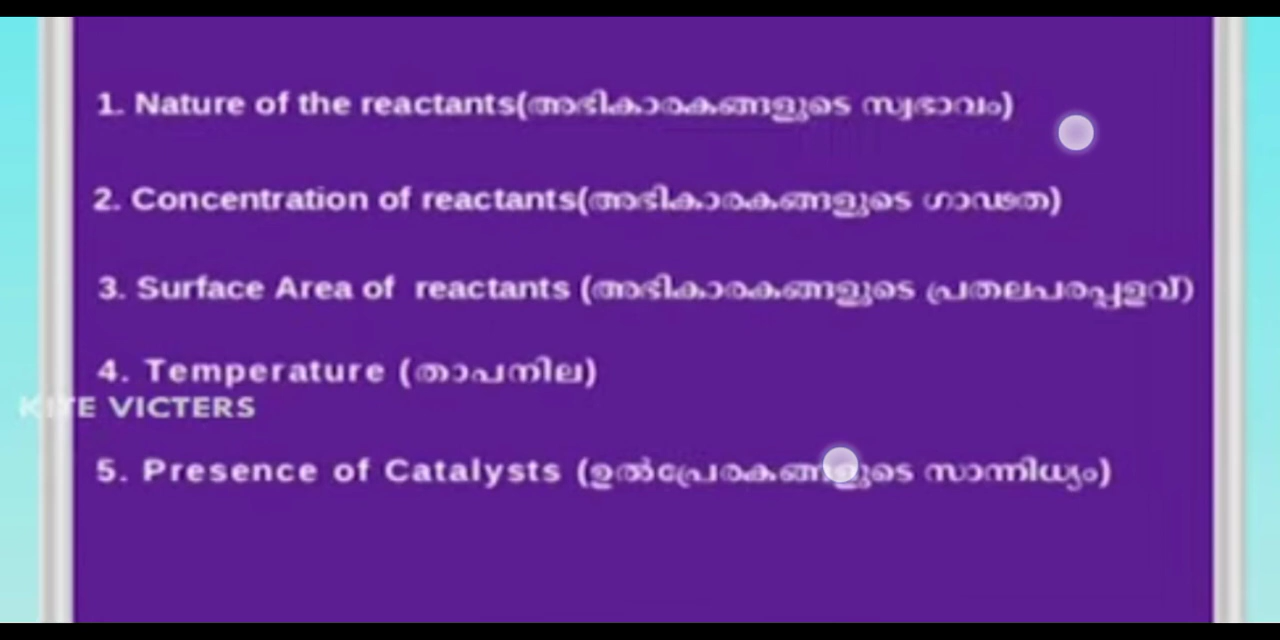 1. Nature of the reactants(അഭികാരകങ്ങളുടെ സ്വഭാവം)
2. Concentration of reactants(അഭികാരകങ്ങളുടെ ഗാഢത)
3. Surface Area of reactants (അഭികാരകങ്ങളുടെ പ്രതലപരപ്പളവ്)
4. Temperature (താപനില)
KITE VICTERS
5. Presence of Catalysts (ഉൽപ്രേരകങ്ങളുടെ സാന്നിധ്യം)